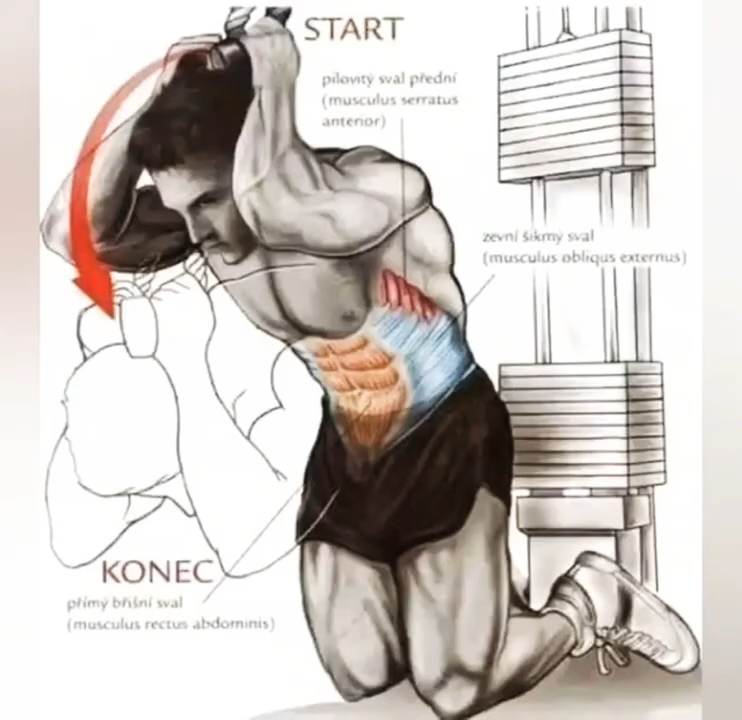 START
pilovitý sval přední
(musculus serratus
anterior)
zevní šikmý sval
(musculus obliqus externus)
KONEC
přímý břišní sval
(musculus rectus abdominis)